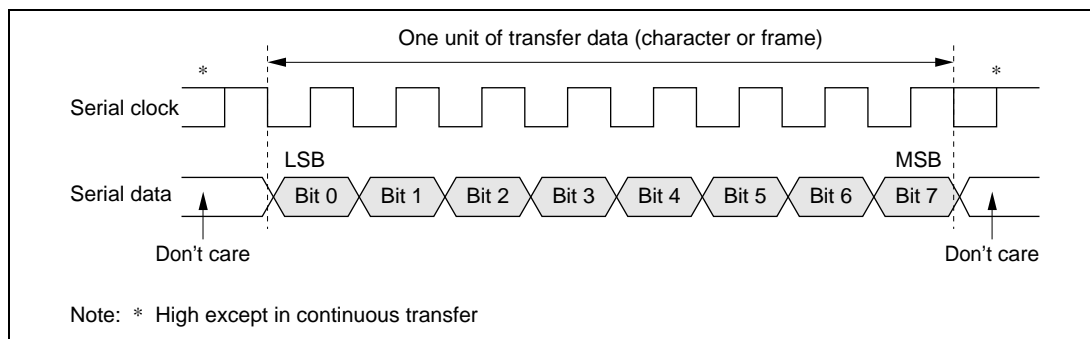 One unit of transfer data (character or frame)
* *
Serial clock
LSB MSB
Serial data Bit 0 Bit 1 Bit 2 Bit 3 Bit 4 Bit 5 Bit 6 Bit 7
Don't care Don't care
Note: * High except in continuous transfer